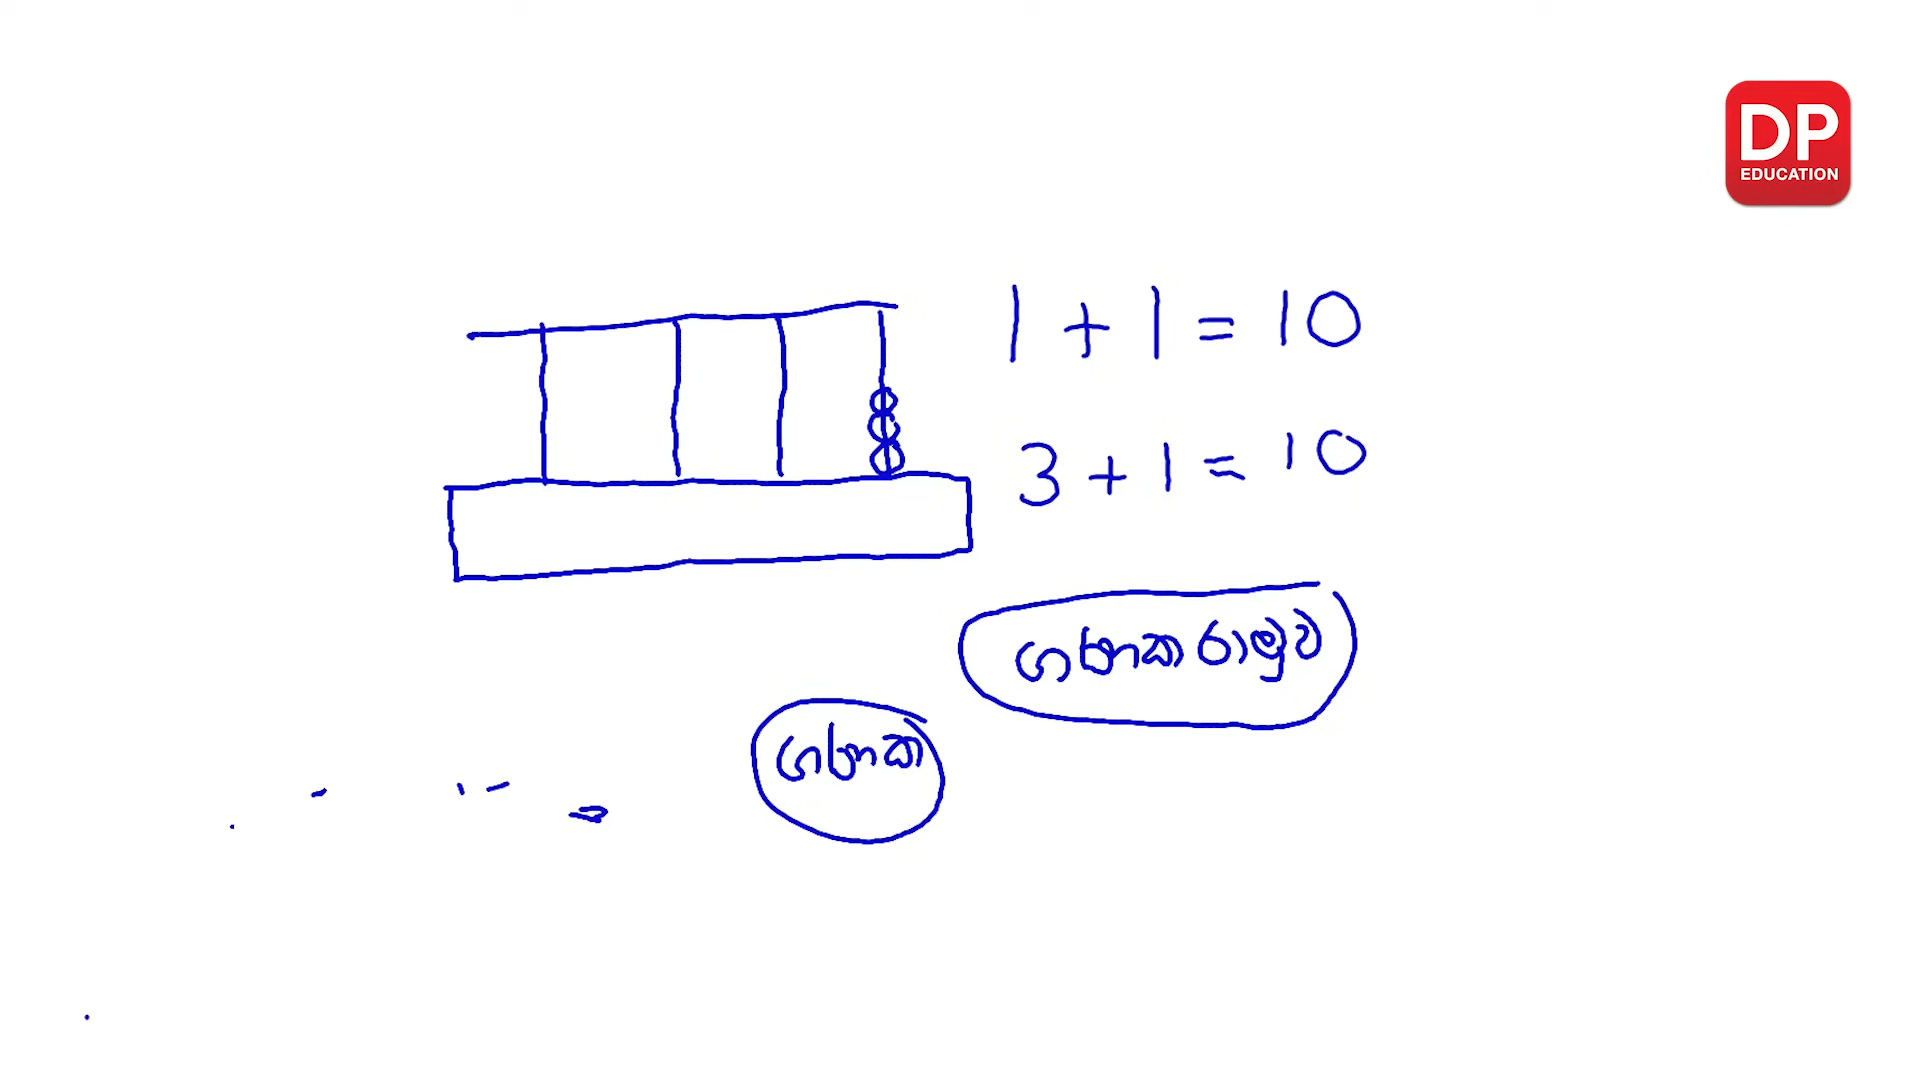 DP
EDUCATION
1 + 1 = 10
3 + 1 = 10
ගණක රාමුව
ගණක